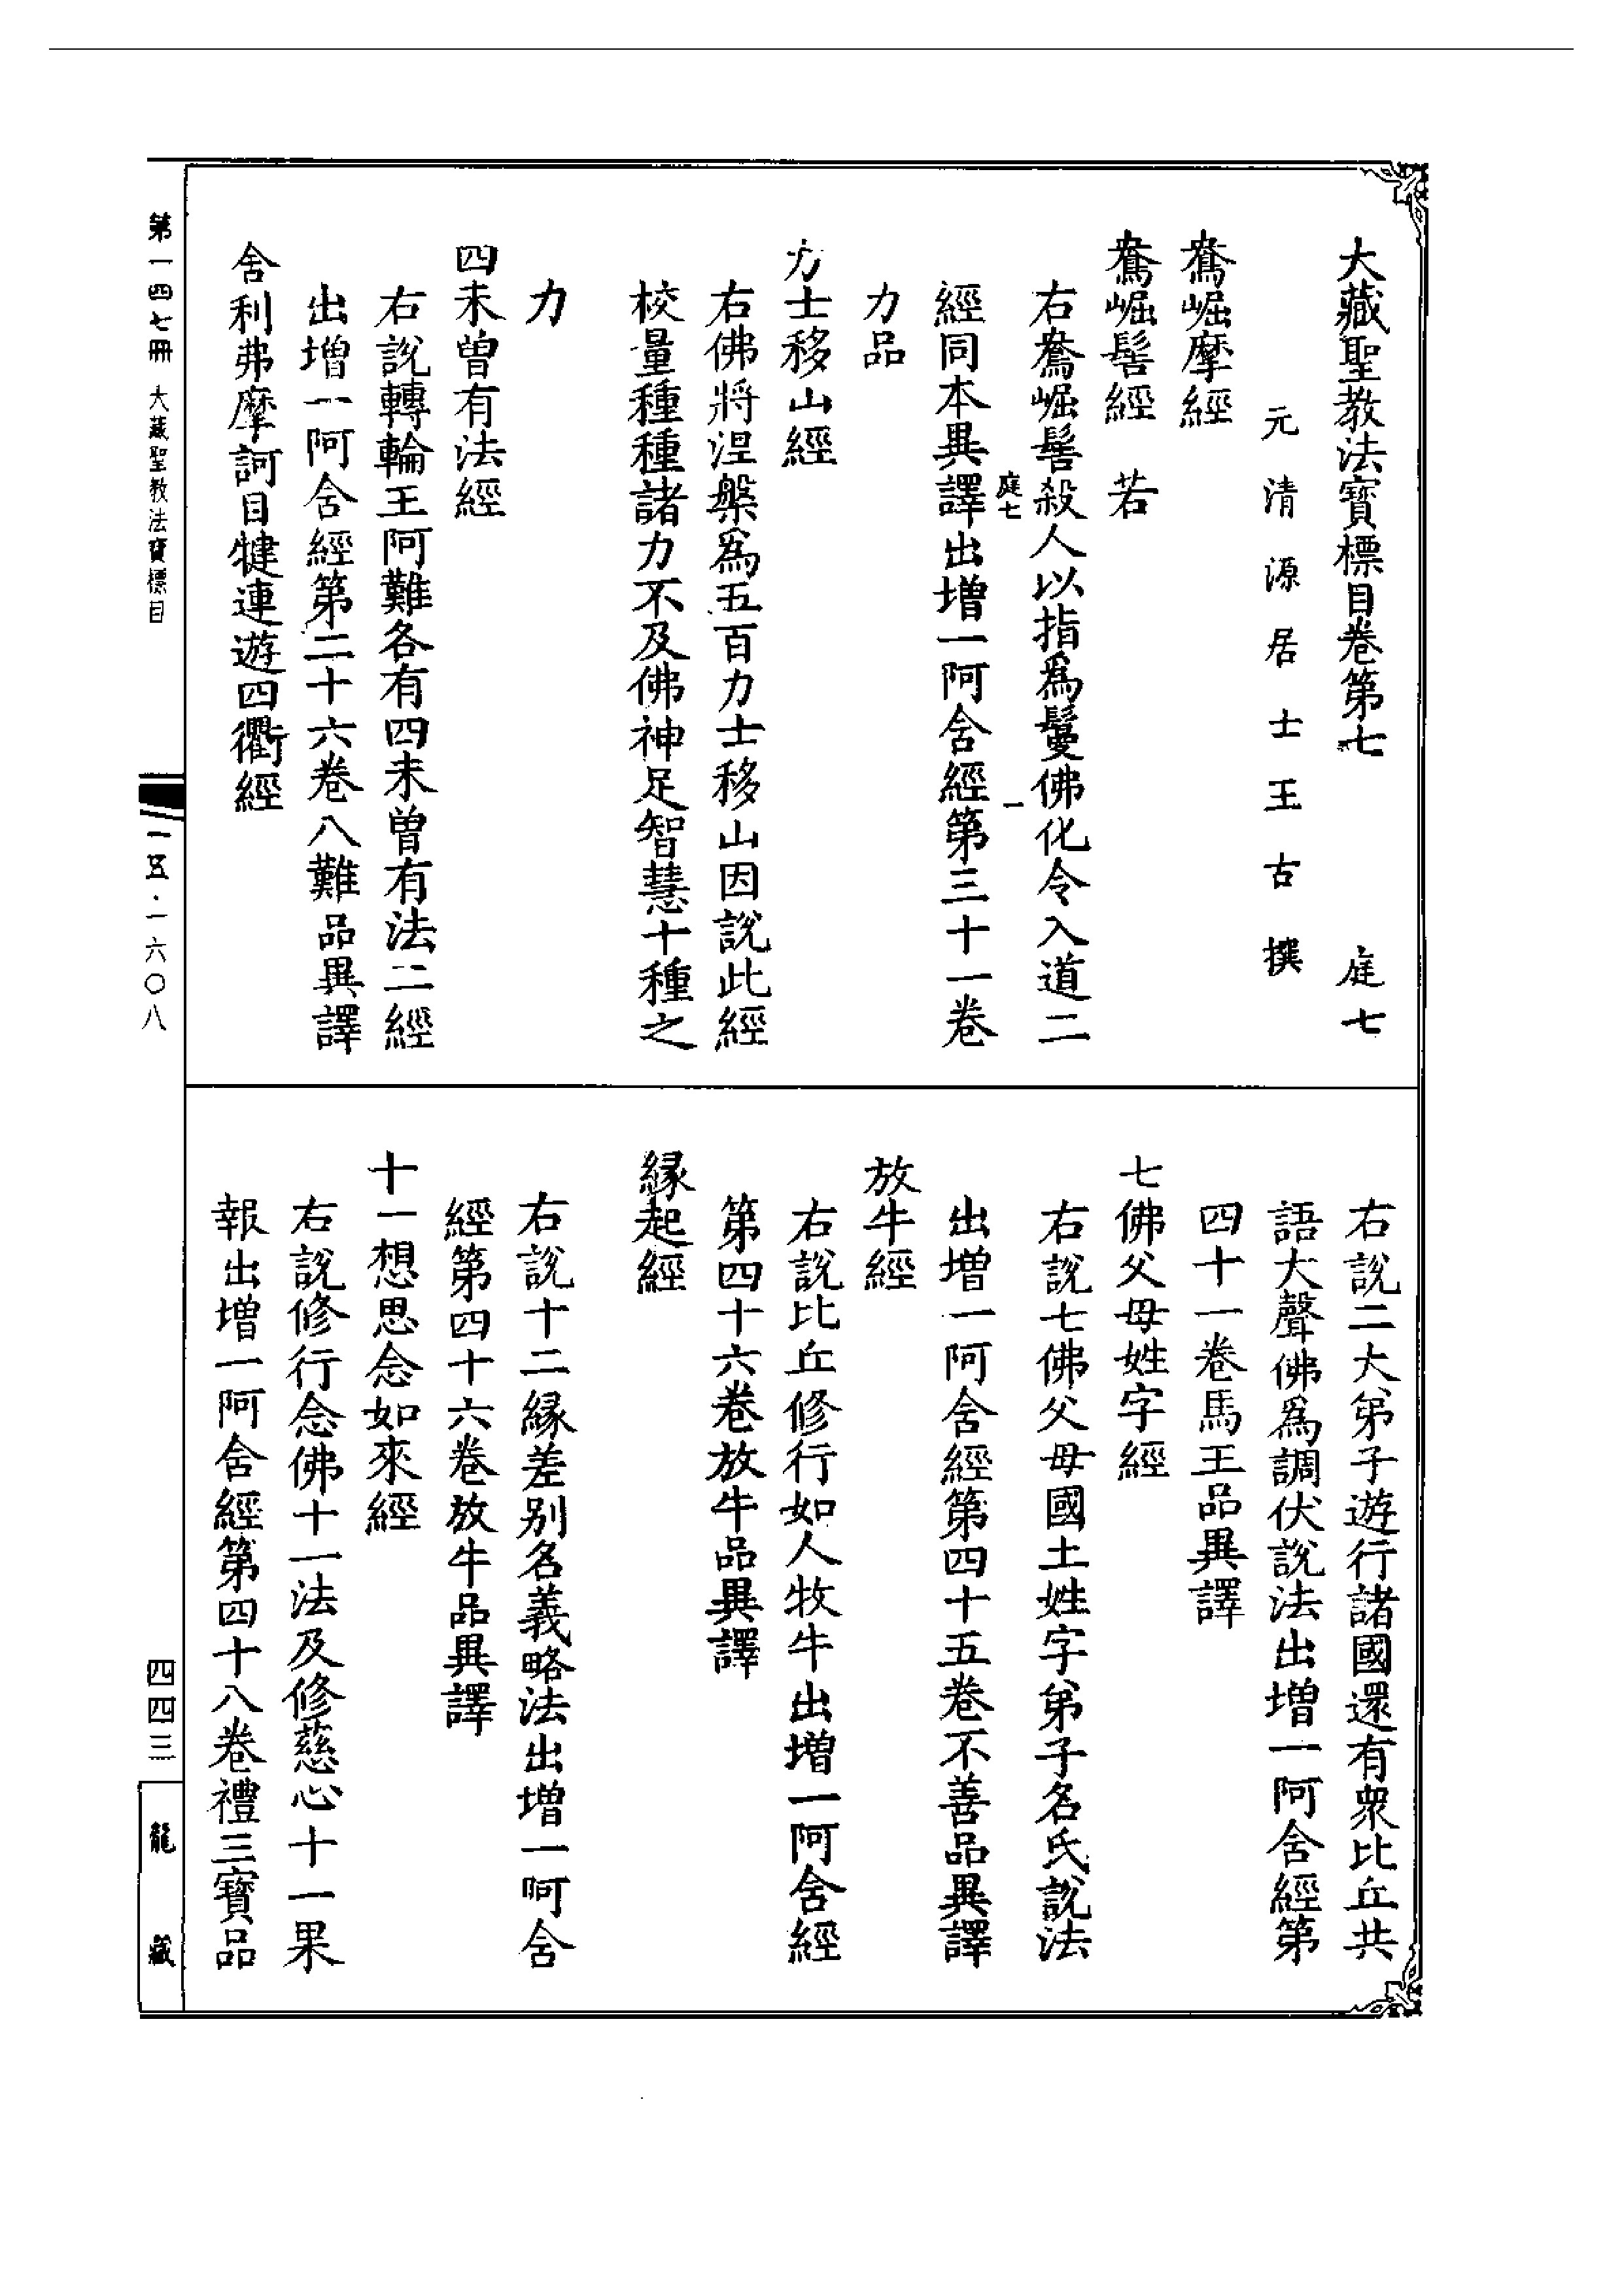 大藏聖教法寶標目卷第七　庭七
元清源居士王古撰
鴦崛摩經
鴦崛髻經　若
右鴦崛髻殺人以指爲鬘佛化令入道二
庭七　一
經同本異譯出增一阿含經第三十一卷
力品
力士移山經
右佛將涅槃爲五百力士移山因說此經
校量種種諸力不及佛神足智慧十種之
力
四未曾有法經
右說轉輪王阿難各有四未曾有法二經
出增一阿含經第二十六卷八難品異譯
舍利弗摩訶目犍連遊四衢經
右說二大弟子遊行諸國還有衆比丘共
語大聲佛爲調伏說法出增一阿含經第
四十一卷馬王品異譯
七佛父母姓字經
右說七佛父母國土姓字弟子名氏說法
出增一阿含經第四十五卷不善品異譯
放牛經
右說比丘修行如人牧牛出增一阿含經
第四十六卷放牛品異譯
緣起經
右說十二緣差別名義略法出增一阿含
經第四十六卷放牛品異譯
十一想思念如來經
右說修行念佛十一法及修慈心十一果
報出增一阿含經第四十八卷禮三寶品
第一四七冊　大藏聖教法寶標目
一五·一六〇八
四四三
龍藏